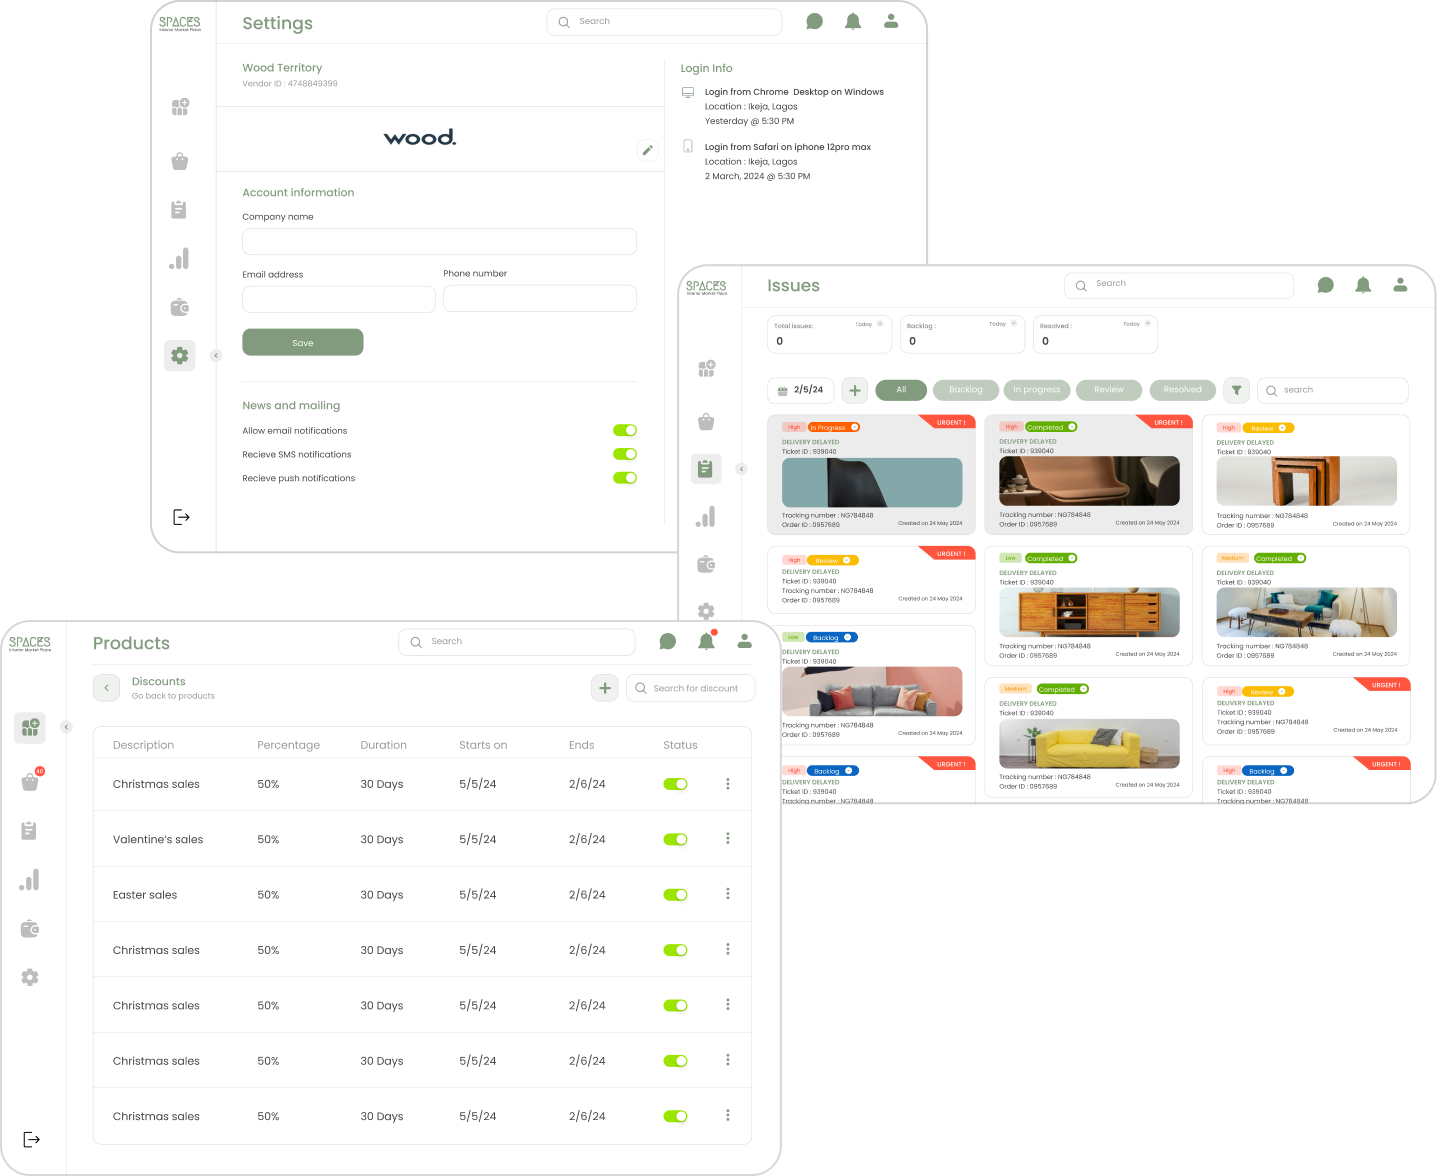 SPACES
Interior Market Place
Settings
Search
Wood Territory
Vendor ID : 4748849399
wood.
Account information
Company name
Email address
Phone number
Save
News and mailing
Allow email notifications
Recieve SMS notifications
Recieve push notifications
Login Info
Login from Chrome Desktop on Windows
Location : Ikeja, Lagos
Yesterday @ 5:30 PM
Login from Safari on iphone 12pro max
Location : Ikeja, Lagos
2 March, 2024 @ 5:30 PM
SPACES
Interior Market Place
Issues
Search
Total issues:
Today
0
Backlog :
Today
0
Resolved :
Today
0
2/5/24
All
Backlog
In progress
Review
Resolved
search
High
In Progress
URGENT !
DELIVERY DELAYED
Ticket ID : 939040
Tracking number : NG784848
Order ID : 0957689
Created on 24 May 2024
High
Completed
URGENT !
DELIVERY DELAYED
Ticket ID : 939040
Tracking number : NG784848
Order ID : 0957689
Created on 24 May 2024
High
Review
DELIVERY DELAYED
Ticket ID : 939040
Tracking number : NG784848
Order ID : 0957689
Created on 24 May 2024
High
Review
URGENT !
DELIVERY DELAYED
Ticket ID : 939040
Tracking number : NG784848
Order ID : 0957689
Created on 24 May 2024
Low
Completed
DELIVERY DELAYED
Ticket ID : 939040
Tracking number : NG784848
Order ID : 0957689
Created on 24 May 2024
Medium
Completed
DELIVERY DELAYED
Ticket ID : 939040
Tracking number : NG784848
Order ID : 0957689
Created on 24 May 2024
Low
Backlog
DELIVERY DELAYED
Ticket ID : 939040
Tracking number : NG784848
Order ID : 0957689
Created on 24 May 2024
Medium
Completed
DELIVERY DELAYED
Ticket ID : 939040
Tracking number : NG784848
Order ID : 0957689
Created on 24 May 2024
High
Review
URGENT !
DELIVERY DELAYED
Ticket ID : 939040
Tracking number : NG784848
Order ID : 0957689
Created on 24 May 2024
High
Backlog
URGENT !
DELIVERY DELAYED
Ticket ID : 939040
Tracking number : NG784848
High
Backlog
URGENT !
DELIVERY DELAYED
Ticket ID : 939040
Tracking number : NG784848
SPACES
Interior Market Place
Products
Search
Discounts
Go back to products
Search for discount
40
Description Percentage Duration Starts on Ends Status
Christmas sales 50% 30 Days 5/5/24 2/6/24
Valentine's sales 50% 30 Days 5/5/24 2/6/24
Easter sales 50% 30 Days 5/5/24 2/6/24
Christmas sales 50% 30 Days 5/5/24 2/6/24
Christmas sales 50% 30 Days 5/5/24 2/6/24
Christmas sales 50% 30 Days 5/5/24 2/6/24
Christmas sales 50% 30 Days 5/5/24 2/6/24